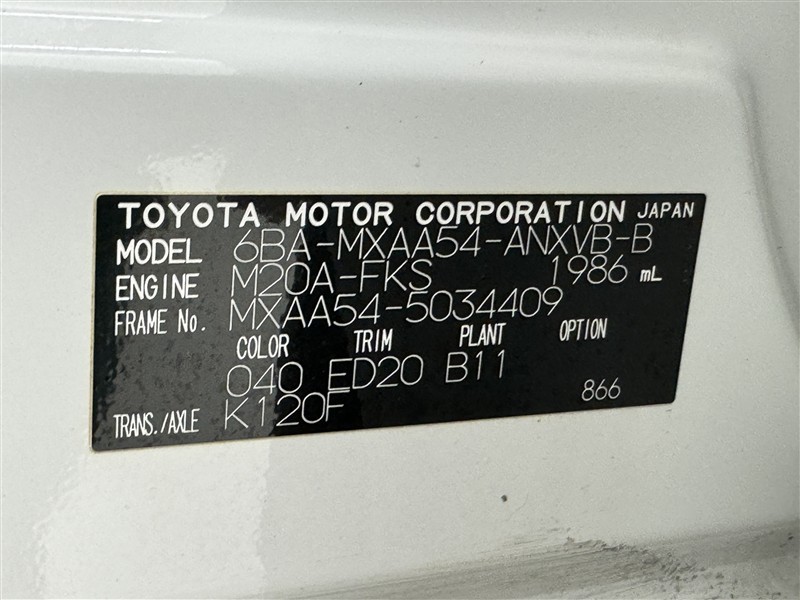 TOYOTA MOTOR CORPORATION JAPAN
MODEL 6BA-MXAA54-ANXVB-B
ENGINE M20A-FKS 1986 mL
FRAME No. MXAA54-5034409
COLOR TRIM PLANT OPTION
040 ED20 B11
TRANS./AXLE K120F 866